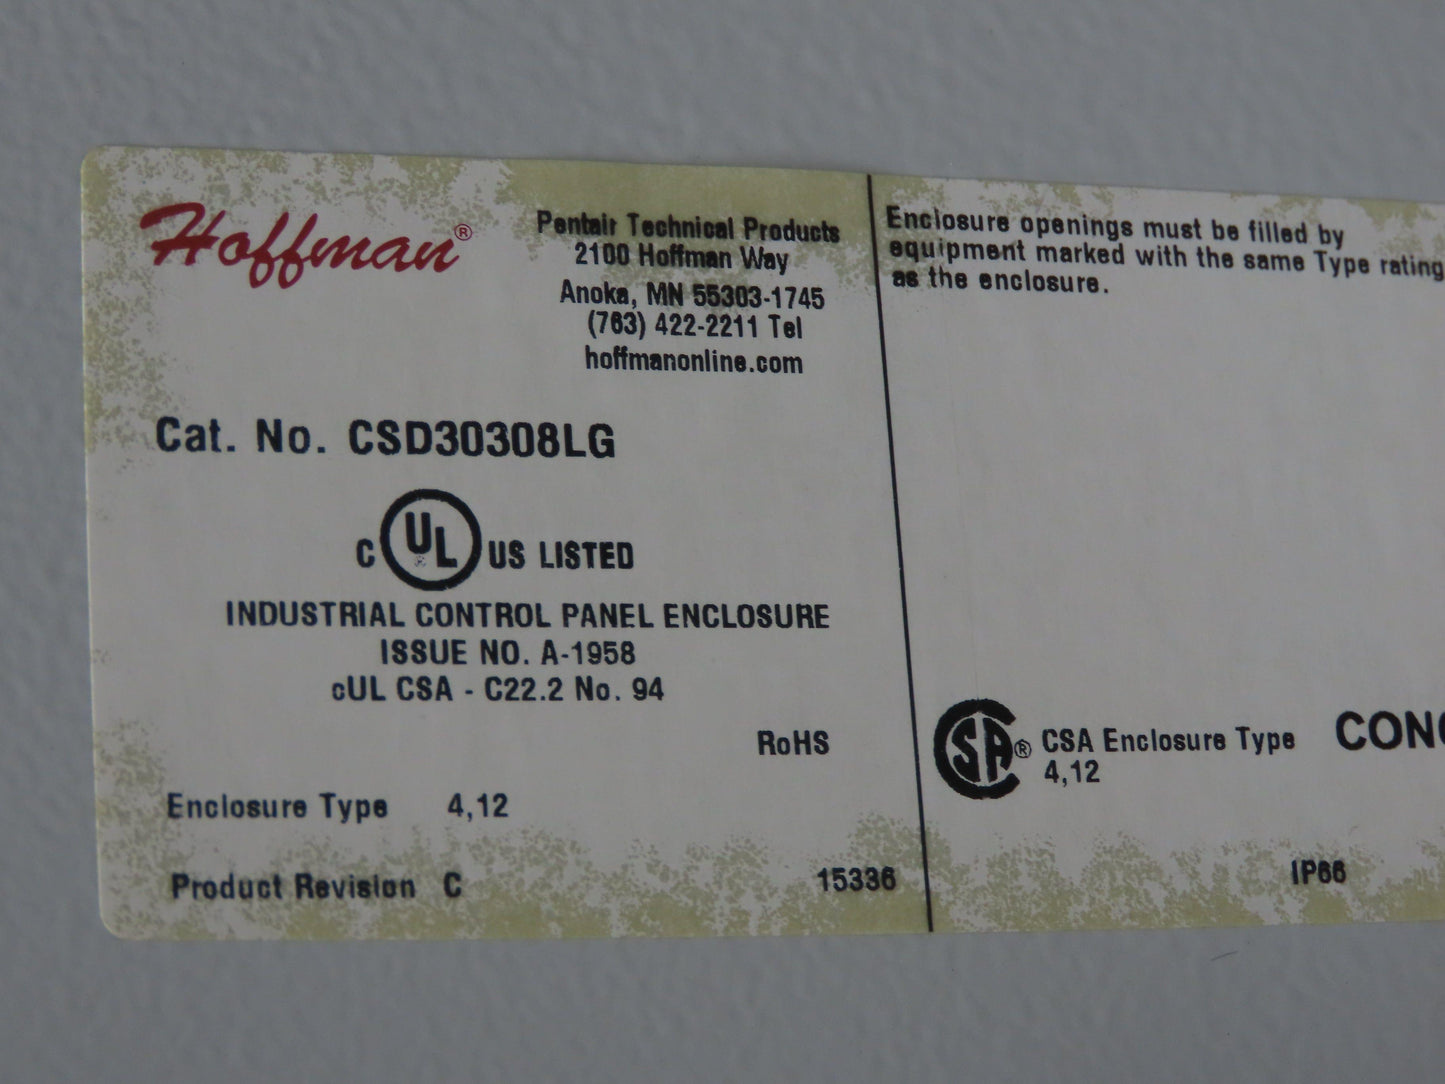 Hoffman®
Pentair Technical Products
2100 Hoffman Way
Anoka, MN 55303-1745
(763) 422-2211 Tel
hoffmanonline.com
Cat. No. CSD30308LG
C UL® US LISTED
INDUSTRIAL CONTROL PANEL ENCLOSURE
ISSUE NO. A-1958
cUL CSA - C22.2 No. 94
RoHS
Enclosure Type 4,12
Product Revision C
15336
Enclosure openings must be filled by
equipment marked with the same Type rating
as the enclosure.
SA® CSA Enclosure Type
4,12
IP66